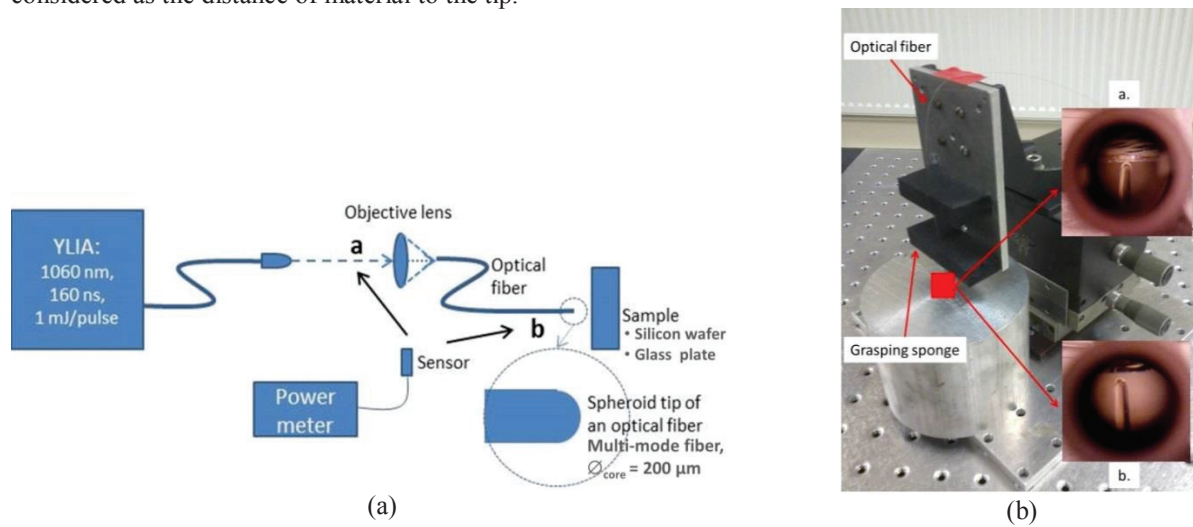 considered as the distance of material to the tip.
YLIA:
1060 nm,
160 ns,
1 mJ/pulse
Objective lens
a
Optical
fiber
b
Sample
• Silicon wafer
• Glass plate
Sensor
Power
meter
Spheroid tip of
an optical fiber
Multi-mode fiber,
∅core = 200 μm
(a)
Optical fiber
a.
Grasping sponge
b.
(b)